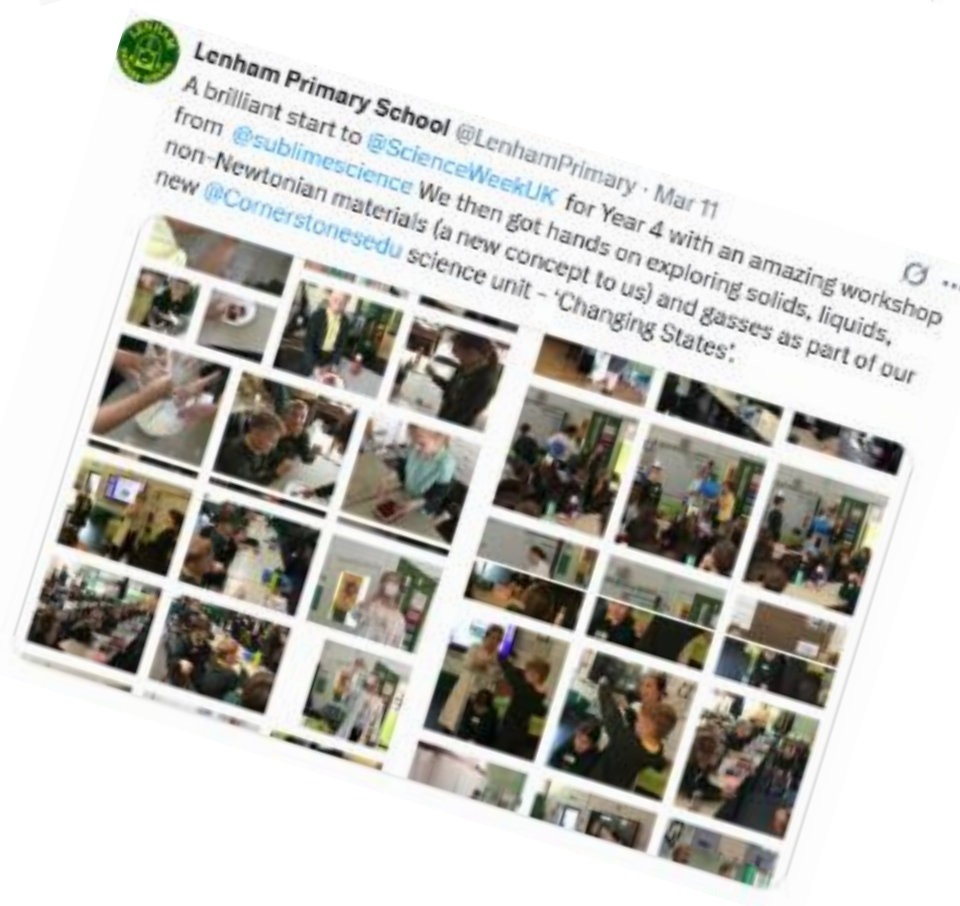 Lenham Primary School @LenhamPrimary · Mar 11
A brilliant start to @ScienceWeekUK for Year 4 with an amazing workshop
from @sublimescience We then got hands on exploring solids, liquids,
non-Newtonian materials (a new concept to us) and gasses as part of our
new @Cornerstonesedu science unit - 'Changing States'.